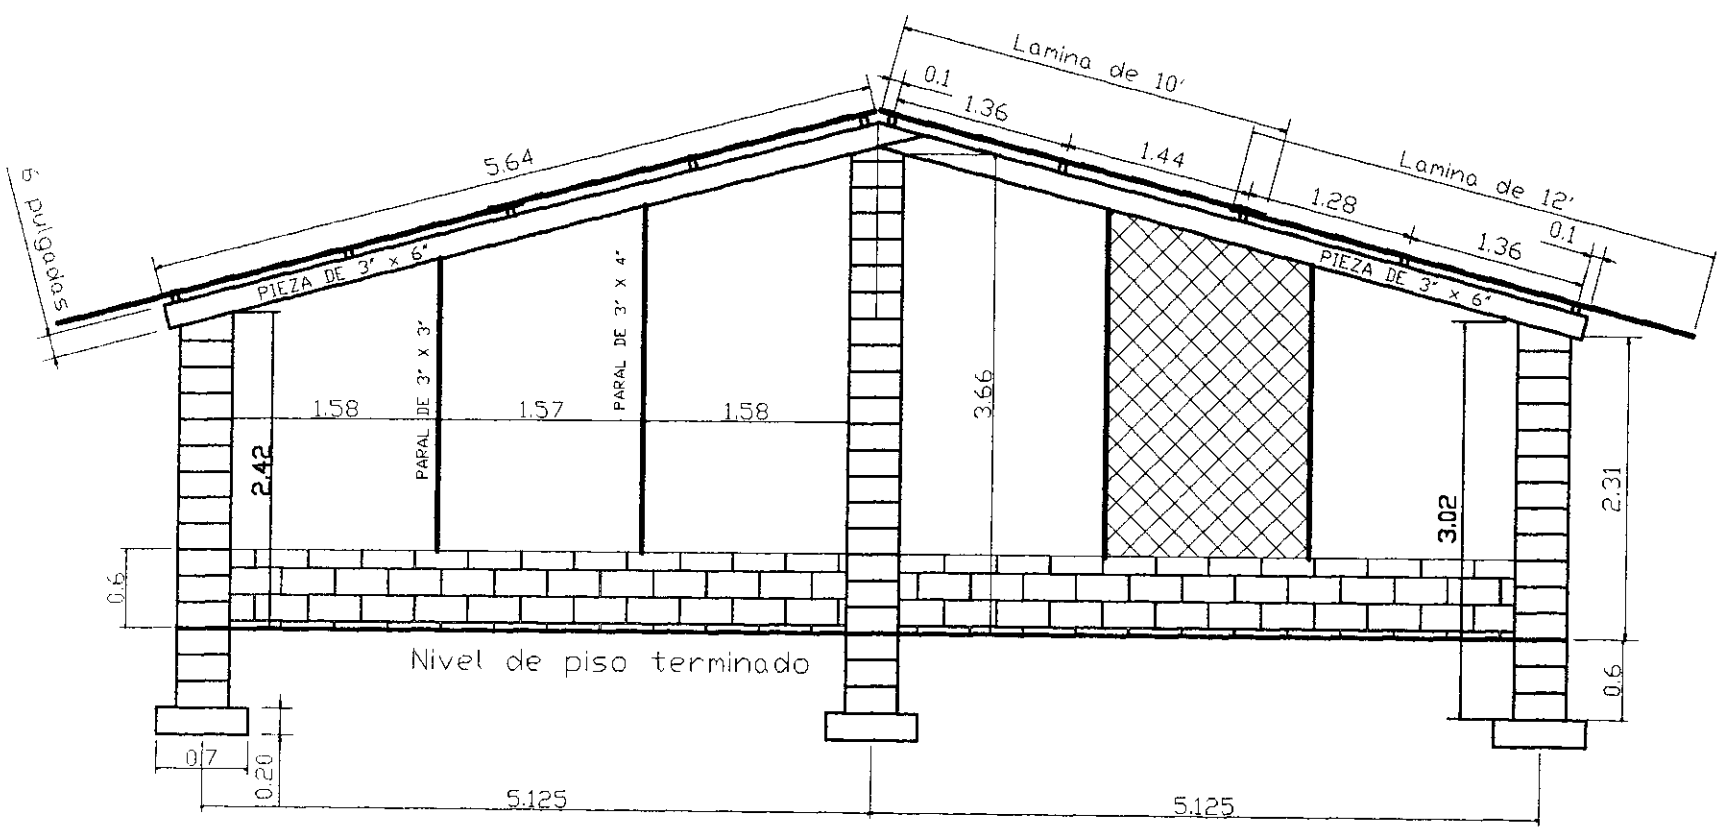 Lamina de 10'
0.1
1.36
5.64
1.44
Lamina de 12'
1.28
0.1
1.36
6 pulgadas
PIEZA DE 3" x 6"
PIEZA DE 3" x 6"
PARAL DE 3" X 3"
PARAL DE 3" X 4"
1.58
1.57
1.58
3.66
2.42
3.02
2.31
0.6
Nivel de piso terminado
0.6
0.7
0.20
5.125
5.125